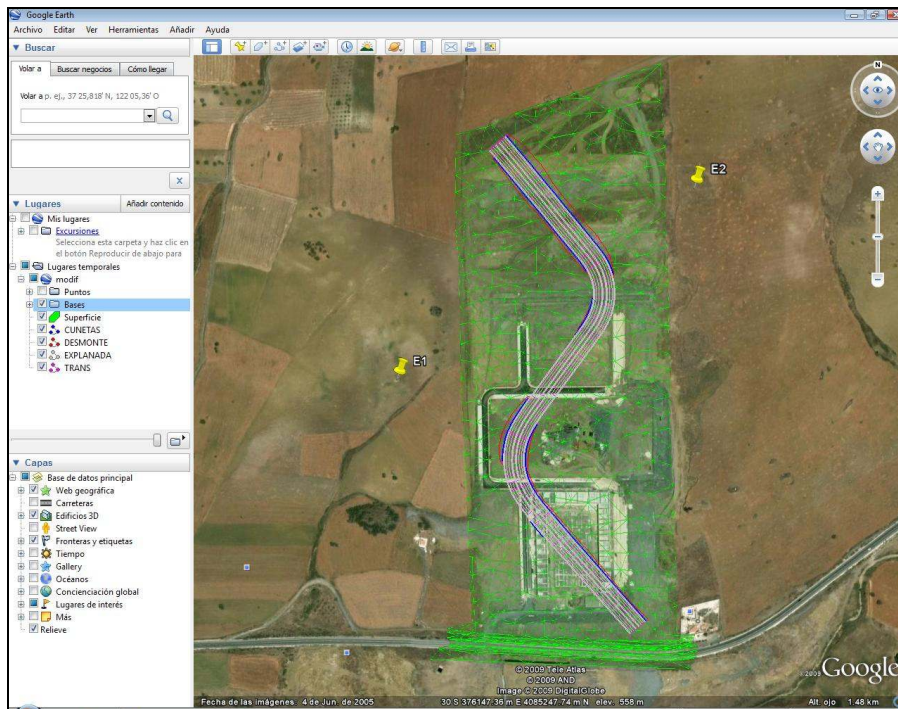 Google Earth
Archivo Editar Ver Herramientas Añadir Ayuda
Buscar
Volar a Buscar negocios Cómo llegar
Volar a p. ej., 37 25,818' N, 122 05,36' O
Lugares Añadir contenido
Mis lugares
Excursiones
Selecciona esta carpeta y haz clic en
el botón Reproducir de abajo para
Lugares temporales
modif
Puntos
Bases
Superficie
CUNETAS
DESMONTE
EXPLANADA
TRANS
Capas
Base de datos principal
Web geográfica
Carreteras
Street View
Edificios 3D
Fronteras y etiquetas
Tiempo
Gallery
Océanos
Concienciación global
Lugares de interés
Más
Relieve
N
E2
E1
© 2009 Tele Atlas
© 2009 AND
Image © 2009 DigitalGlobe
©2009 Google
Fecha de las imágenes: 4 de Jun. de 2005 30 S 376147.36 m E 4085247.74 m N elev. 558 m Alt. ojo 1.48 km